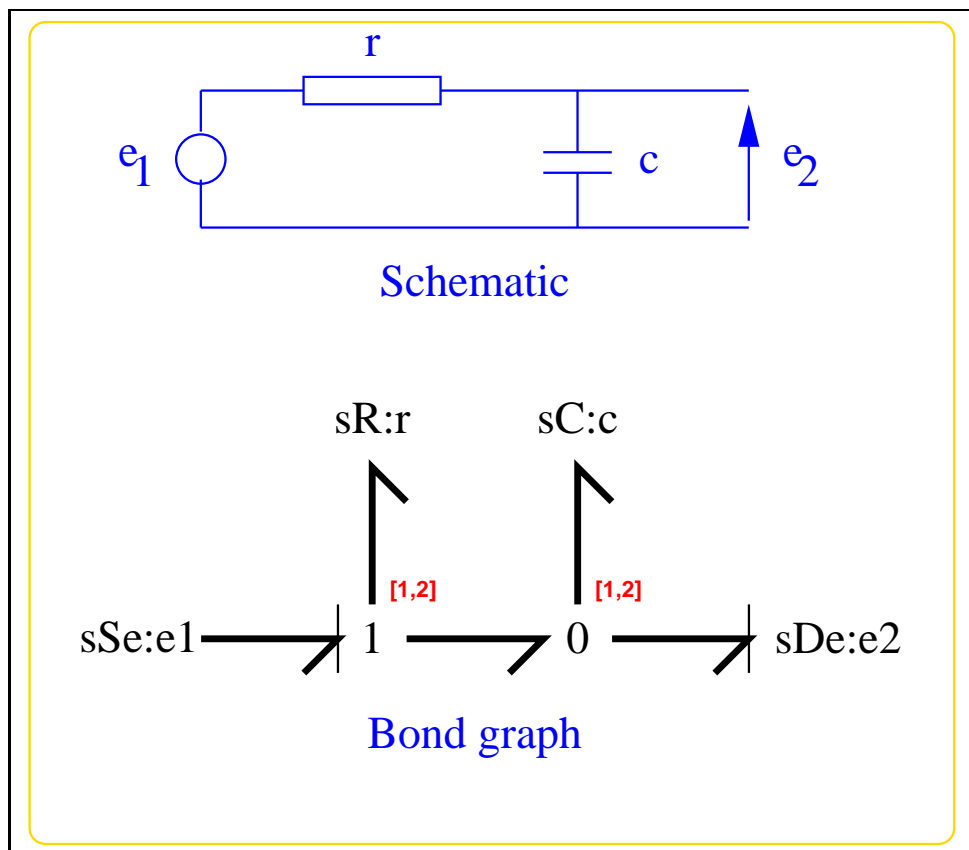 r
e1
c
e2
Schematic
sR:r
sC:c
[1,2]
[1,2]
sSe:e1
1
0
sDe:e2
Bond graph